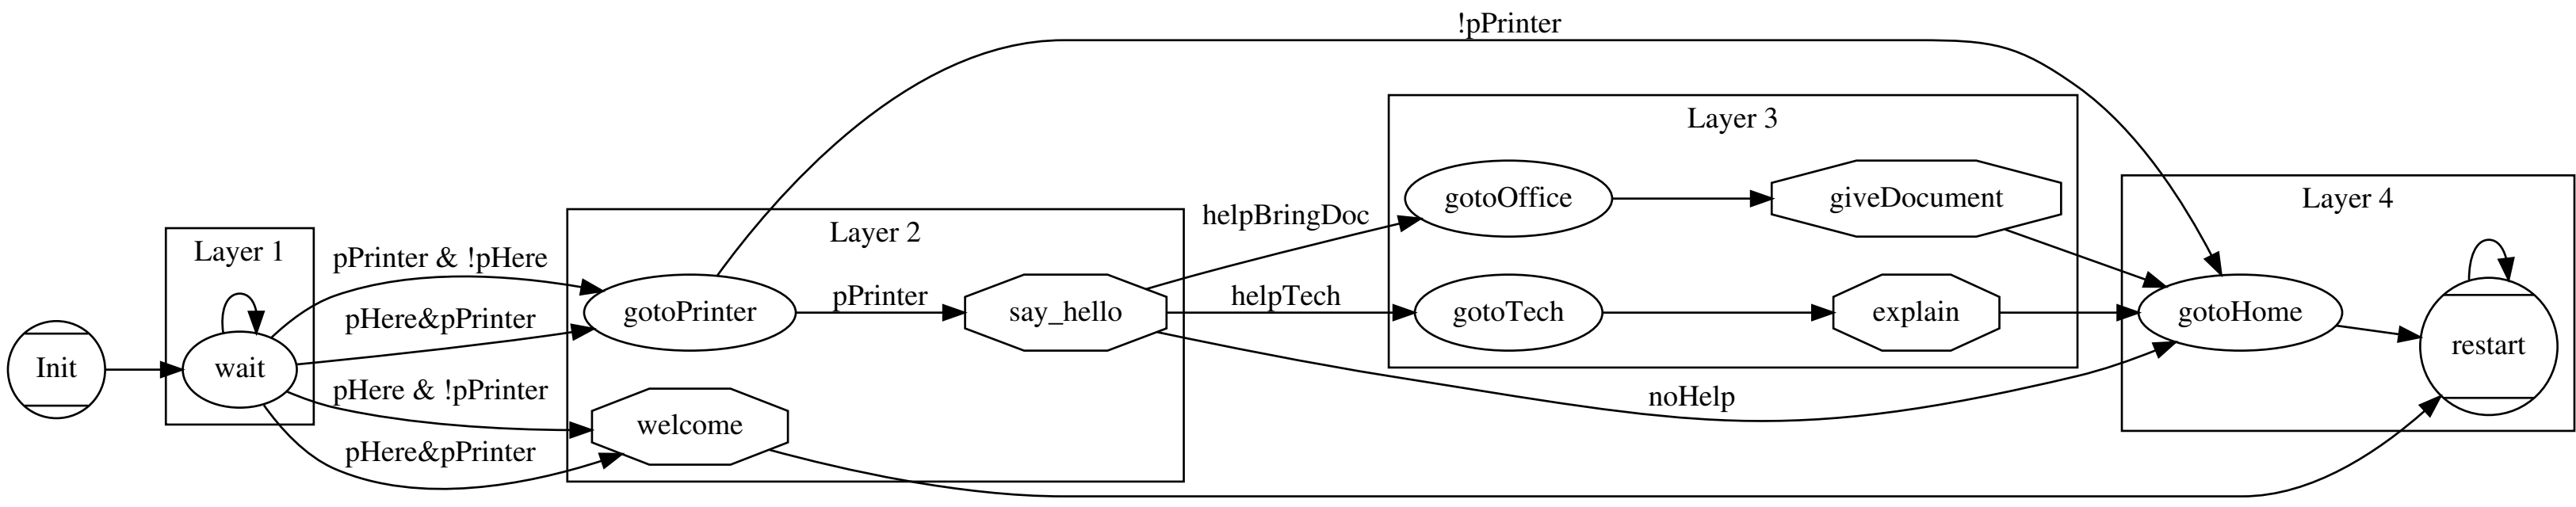 !pPrinter
Layer 3
Layer 4
gotoOffice
giveDocument
helpBringDoc
Layer 2
Layer 1
pPrinter & !pHere
pHere&pPrinter
gotoPrinter
pPrinter
say_hello
helpTech
gotoTech
explain
gotoHome
restart
Init
wait
pHere & !pPrinter
noHelp
welcome
pHere&pPrinter